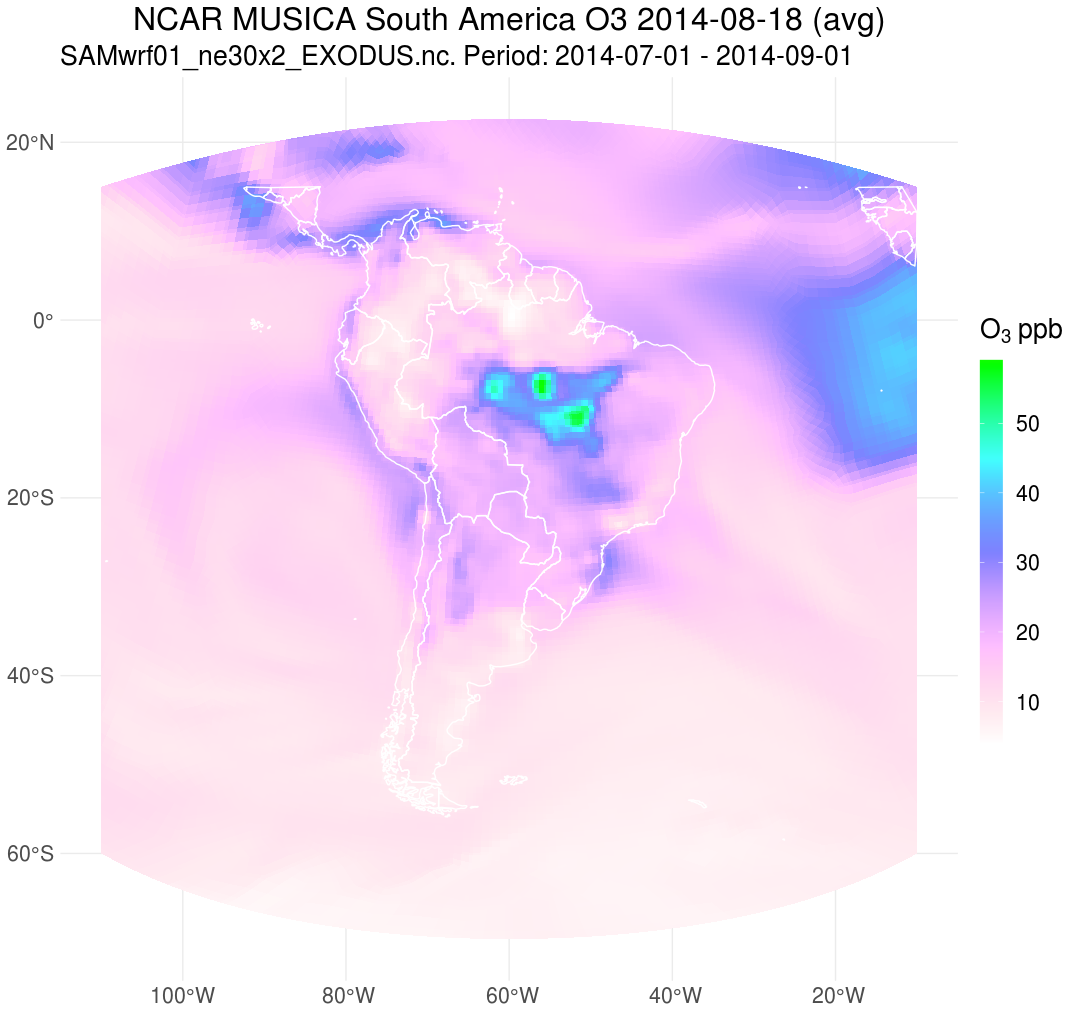 NCAR MUSICA South America O3 2014-08-18 (avg)
SAMwrf01_ne30x2_EXODUS.nc. Period: 2014-07-01 - 2014-09-01
20°N
0°
20°S
40°S
60°S
100°W
80°W
60°W
40°W
20°W
O₃ ppb
50
40
30
20
10